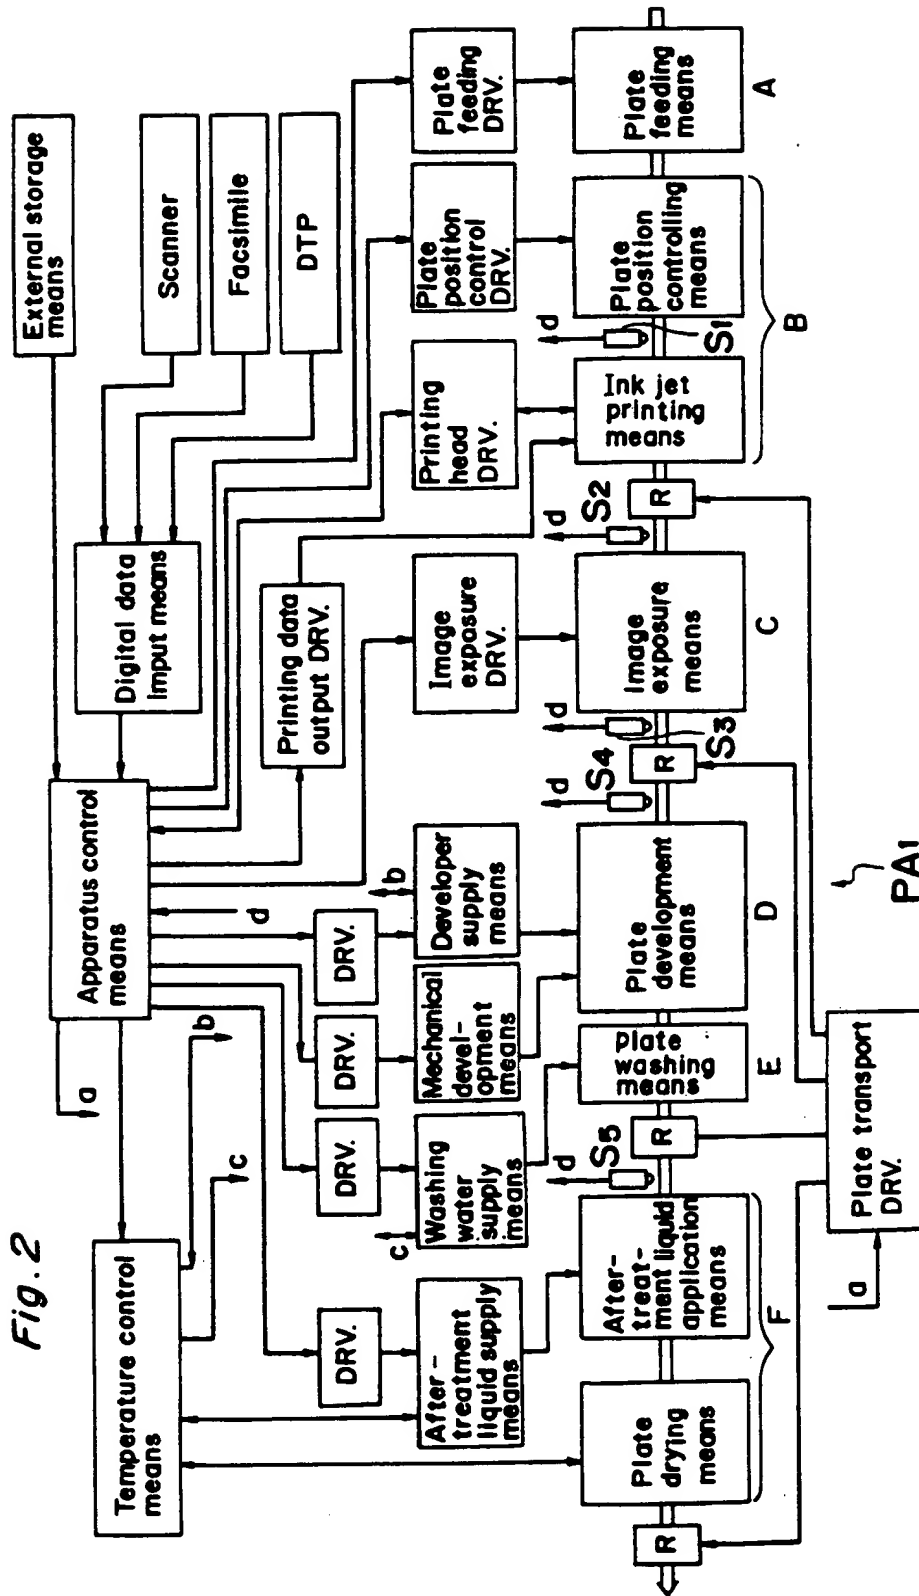 Fig. 2
External storage
means
Scanner
Facsimile
DTP
Digital data
imput means
Apparatus control
means
Temperature control
means
a
b
c
d
Printing data
output DRV.
Plate
feeding
DRV.
Plate
position
control
DRV.
Printing
head
DRV.
Image
exposure
DRV.
DRV.
DRV.
DRV.
DRV.
b
Developer
supply
means
Mechanical
devel-
opment
means
c
Washing
water
supply
means
After-
treatment
liquid supply
means
Plate
feeding
means
A
Plate
position
controlling
means
d
S1
Ink jet
printing
means
B
R
d
S2
Image
exposure
means
C
d
S3
R
d
S4
Plate
development
means
D
Plate
washing
means
E
R
d
S5
After-
treat-
ment liquid
application
means
Plate
drying
means
F
R
Plate transport
DRV.
a
PA1